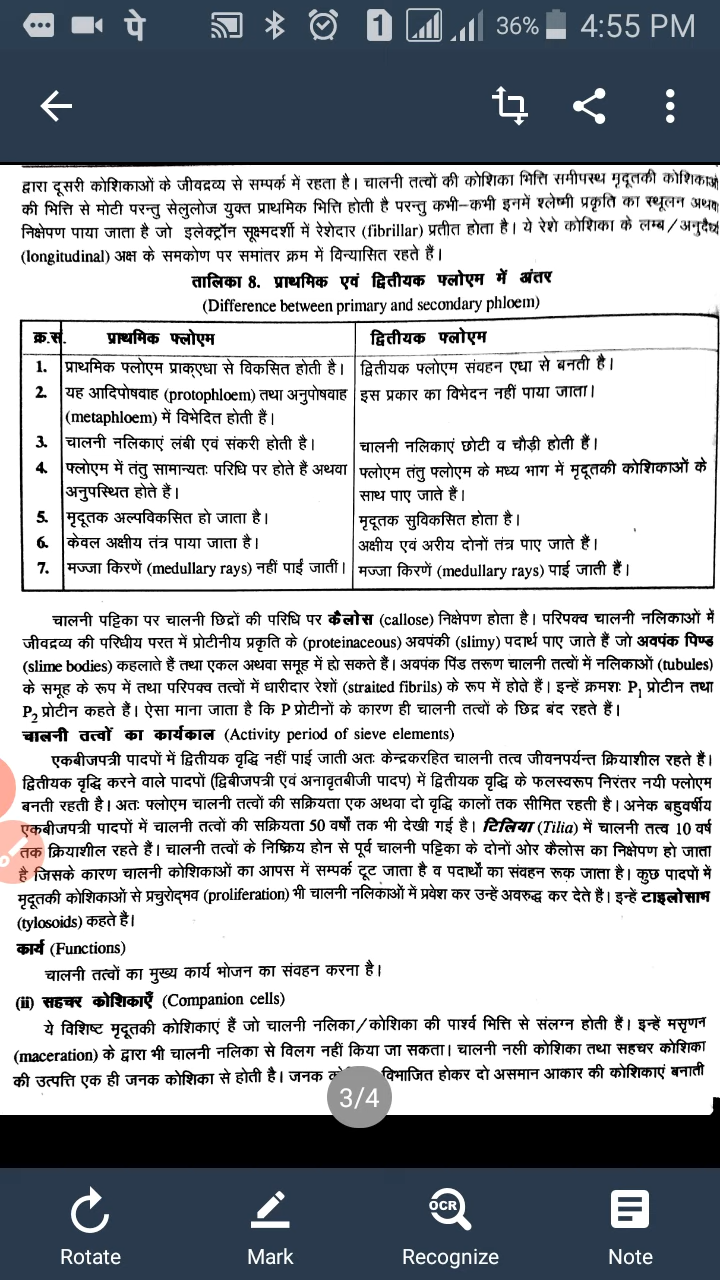 पे 1 36% 4:55 PM
द्वारा दूसरी कोशिकाओं के जीवद्रव्य से सम्पर्क में रहता है। चालनी तत्वों की कोशिका भित्ति समीपस्थ मृदूतकी कोशिकाओं
की भित्ति से मोटी परन्तु सेलुलोज युक्त प्राथमिक भित्ति होती है परन्तु कभी-कभी इनमें श्लेष्मी प्रकृति का स्थूलन अथवा
निक्षेपण पाया जाता है जो इलेक्ट्रॉन सूक्ष्मदर्शी में रेशेदार (fibrillar) प्रतीत होता है। ये रेशे कोशिका के लम्ब/अनुदैर्ध्य
(longitudinal) अक्ष के समकोण पर समांतर क्रम में विन्यासित रहते हैं।
तालिका 8. प्राथमिक एवं द्वितीयक फ्लोएम में अंतर
(Difference between primary and secondary phloem)
क्र.स. प्राथमिक फ्लोएम द्वितीयक फ्लोएम
1. प्राथमिक फ्लोएम प्राक्एधा से विकसित होती है। द्वितीयक फ्लोएम संवहन एधा से बनती है।
2. यह आदिपोषवाह (protophloem) तथा अनुपोषवाह इस प्रकार का विभेदन नहीं पाया जाता।
(metaphloem) में विभेदित होती हैं।
3. चालनी नलिकाएं लंबी एवं संकरी होती है। चालनी नलिकाएं छोटी व चौड़ी होती हैं।
4. फ्लोएम में तंतु सामान्यतः परिधि पर होते हैं अथवा फ्लोएम तंतु फ्लोएम के मध्य भाग में मृदूतकी कोशिकाओं के
अनुपस्थित होते हैं। साथ पाए जाते हैं।
5. मृदूतक अल्पविकसित हो जाता है। मृदूतक सुविकसित होता है।
6. केवल अक्षीय तंत्र पाया जाता है। अक्षीय एवं अरीय दोनों तंत्र पाए जाते हैं।
7. मज्जा किरणें (medullary rays) नहीं पाई जातीं। मज्जा किरणें (medullary rays) पाई जाती हैं।
चालनी पट्टिका पर चालनी छिद्रों की परिधि पर कैलोस (callose) निक्षेपण होता है। परिपक्व चालनी नलिकाओं में
जीवद्रव्य की परिधीय परत में प्रोटीनीय प्रकृति के (proteinaceous) अवपंकी (slimy) पदार्थ पाए जाते हैं जो अवपंक पिण्ड
(slime bodies) कहलाते हैं तथा एकल अथवा समूह में हो सकते हैं। अवपंक पिंड तरुण चालनी तत्वों में नलिकाओं (tubules)
के समूह के रूप में तथा परिपक्व तत्वों में धारीदार रेशों (straited fibrils) के रूप में होते हैं। इन्हें क्रमशः P1 प्रोटीन तथा
P2 प्रोटीन कहते हैं। ऐसा माना जाता है कि P प्रोटीनों के कारण ही चालनी तत्वों के छिद्र बंद रहते हैं।
चालनी तत्वों का कार्यकाल (Activity period of sieve elements)
एकबीजपत्री पादपों में द्वितीयक वृद्धि नहीं पाई जाती अतः केन्द्रकरहित चालनी तत्व जीवनपर्यन्त क्रियाशील रहते हैं।
द्वितीयक वृद्धि करने वाले पादपों (द्विबीजपत्री एवं अनावृतबीजी पादप) में द्वितीयक वृद्धि के फलस्वरूप निरंतर नयी फ्लोएम
बनती रहती है। अतः फ्लोएम चालनी तत्वों की सक्रियता एक अथवा दो वृद्धि कालों तक सीमित रहती है। अनेक बहुवर्षीय
एकबीजपत्री पादपों में चालनी तत्वों की सक्रियता 50 वर्षों तक भी देखी गई है। टिलिया (Tilia) में चालनी तत्व 10 वर्ष
तक क्रियाशील रहते हैं। चालनी तत्वों के निष्क्रिय होन से पूर्व चालनी पट्टिका के दोनों ओर कैलोस का निक्षेपण हो जाता
है जिसके कारण चालनी कोशिकाओं का आपस में सम्पर्क टूट जाता है व पदार्थों का संवहन रूक जाता है। कुछ पादपों में
मृदूतकी कोशिकाओं से प्रचुरोद्भव (proliferation) भी चालनी नलिकाओं में प्रवेश कर उन्हें अवरुद्ध कर देते है। इन्हें टाइलोसाभ
(tylosoids) कहते है।
कार्य (Functions)
चालनी तत्वों का मुख्य कार्य भोजन का संवहन करना है।
(ii) सहचर कोशिकाएँ (Companion cells)
ये विशिष्ट मृदूतकी कोशिकाएं हैं जो चालनी नलिका/कोशिका की पार्श्व भित्ति से संलग्न होती हैं। इन्हें मसृणन
(maceration) के द्वारा भी चालनी नलिका से विलग नहीं किया जा सकता। चालनी नली कोशिका तथा सहचर कोशिका
की उत्पत्ति एक ही जनक कोशिका से होती है। जनक विभाजित होकर दो असमान आकार की कोशिकाएं बनाती
3/4
OCR
Rotate Mark Recognize Note